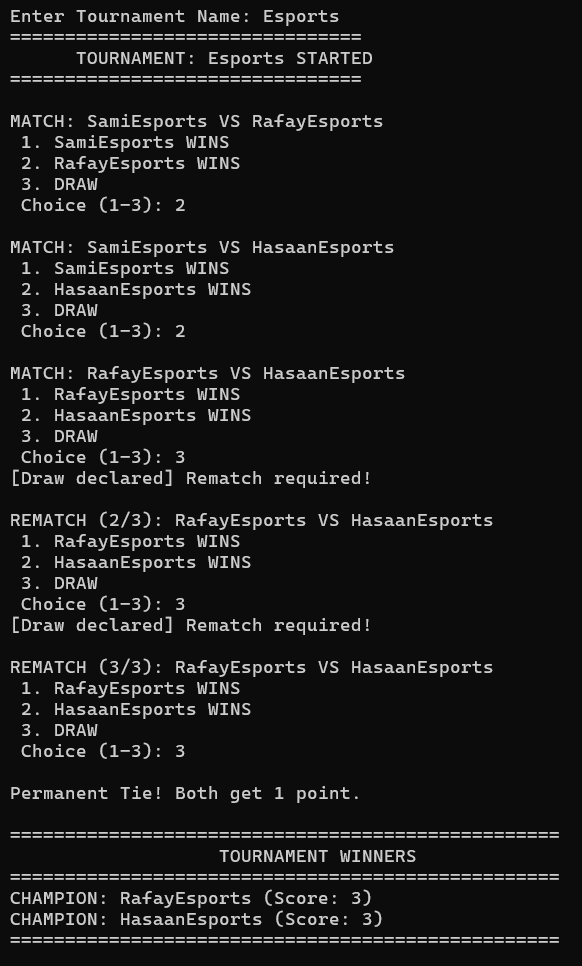 Enter Tournament Name: Esports
================================
      TOURNAMENT: Esports STARTED
================================
MATCH: SamiEsports VS RafayEsports
 1. SamiEsports WINS
 2. RafayEsports WINS
 3. DRAW
 Choice (1-3): 2
MATCH: SamiEsports VS HasaanEsports
 1. SamiEsports WINS
 2. HasaanEsports WINS
 3. DRAW
 Choice (1-3): 2
MATCH: RafayEsports VS HasaanEsports
 1. RafayEsports WINS
 2. HasaanEsports WINS
 3. DRAW
 Choice (1-3): 3
[Draw declared] Rematch required!
REMATCH (2/3): RafayEsports VS HasaanEsports
 1. RafayEsports WINS
 2. HasaanEsports WINS
 3. DRAW
 Choice (1-3): 3
[Draw declared] Rematch required!
REMATCH (3/3): RafayEsports VS HasaanEsports
 1. RafayEsports WINS
 2. HasaanEsports WINS
 3. DRAW
 Choice (1-3): 3
Permanent Tie! Both get 1 point.
==================================================
                   TOURNAMENT WINNERS
==================================================
CHAMPION: RafayEsports (Score: 3)
CHAMPION: HasaanEsports (Score: 3)
==================================================